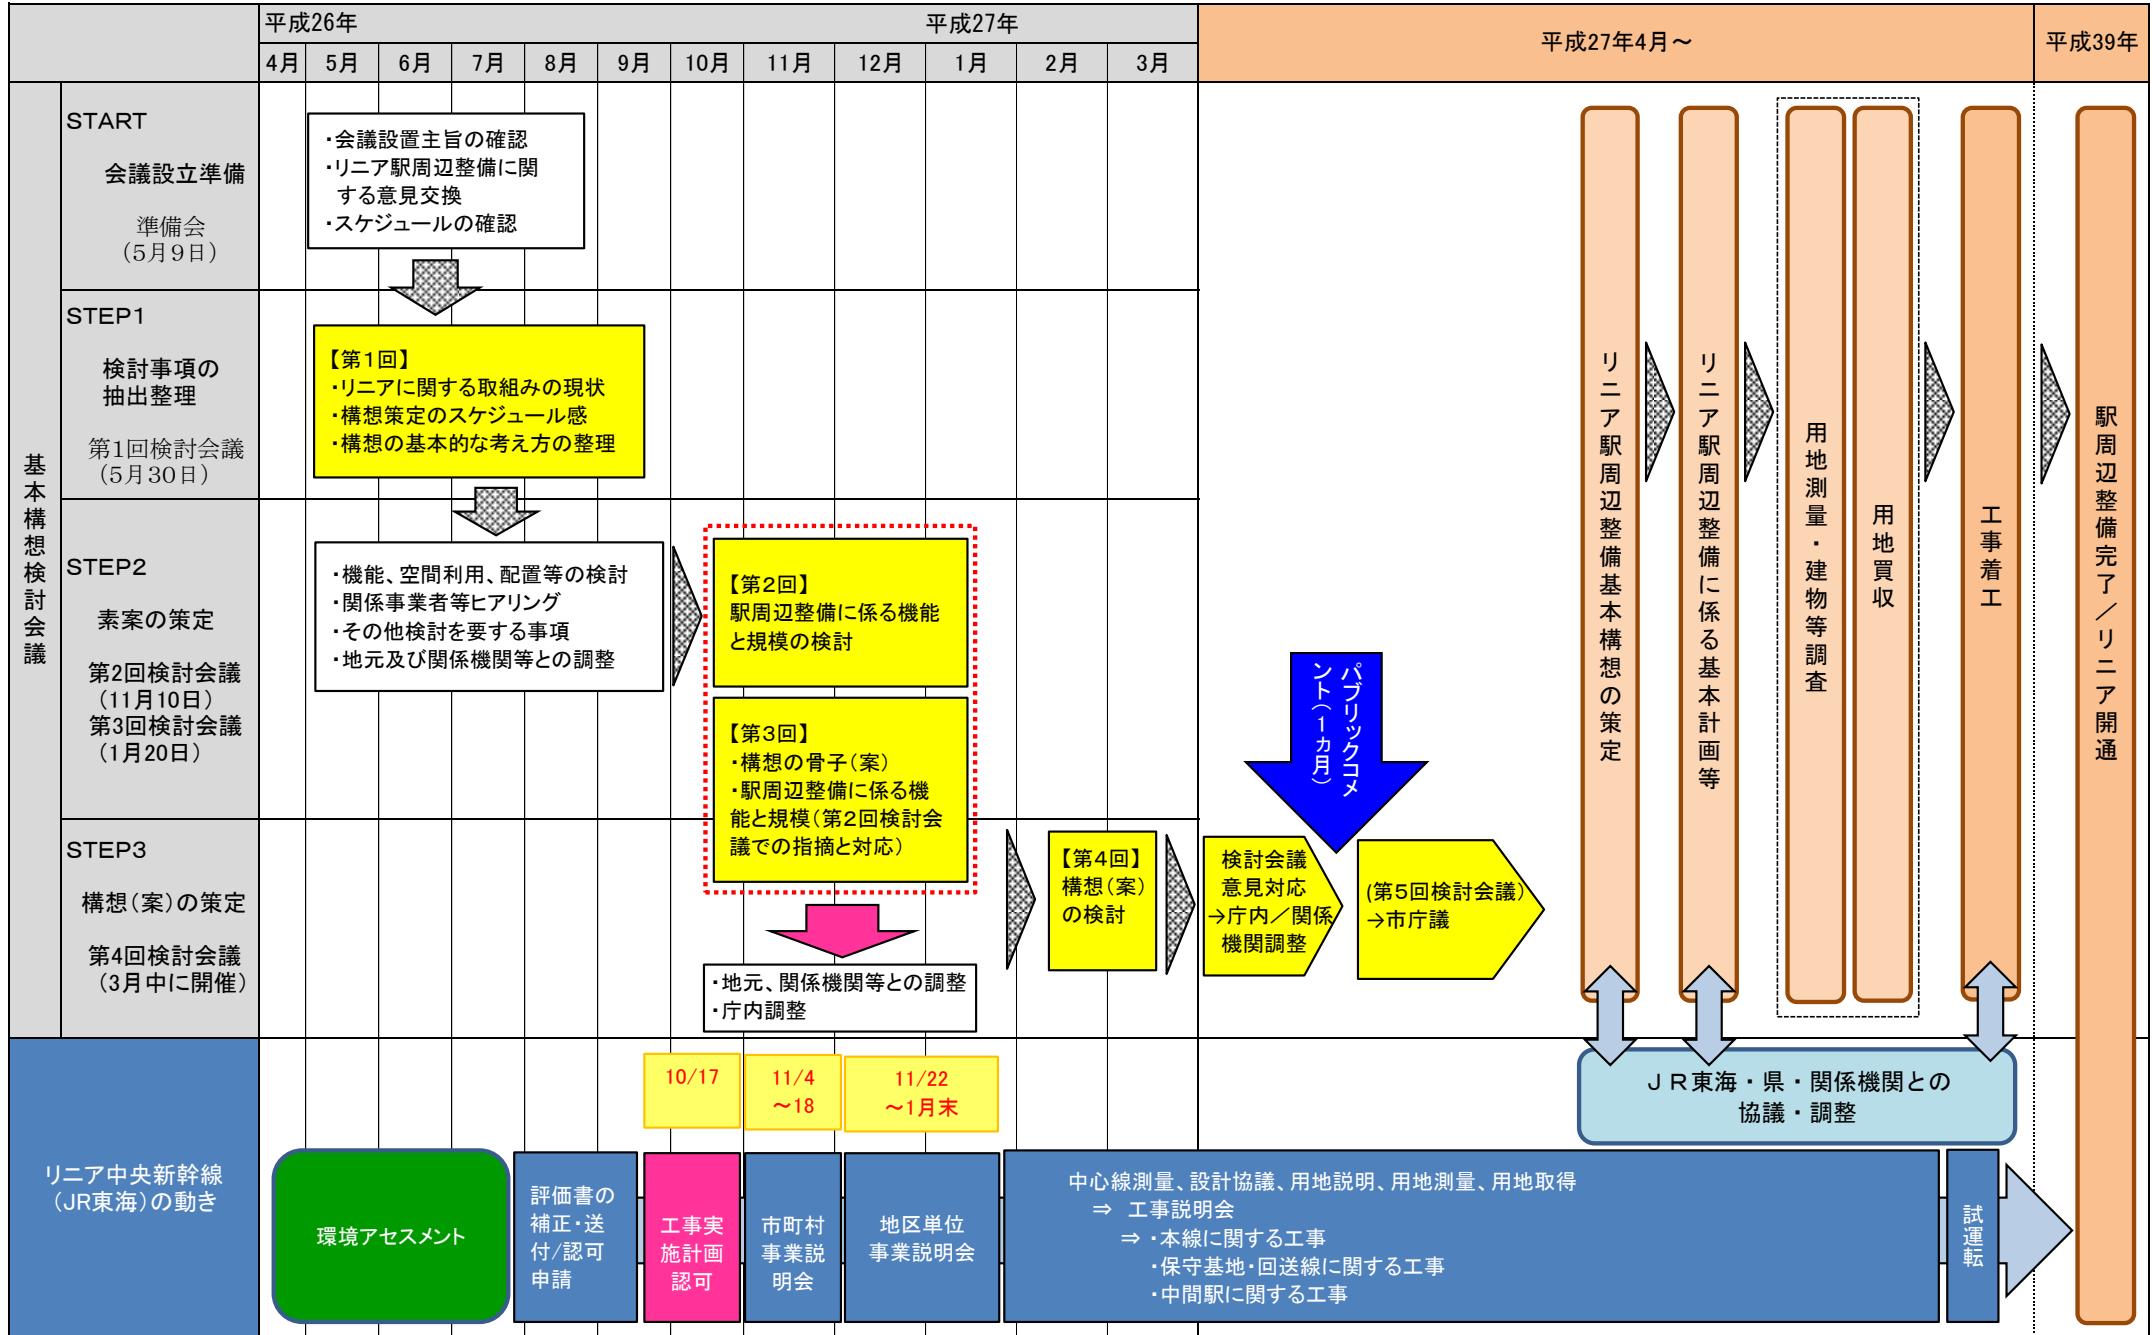 平成26年
平成27年
平成27年4月～
平成39年
4月
5月
6月
7月
8月
9月
10月
11月
12月
1月
2月
3月
基本構想検討会議
START
会議設立準備
準備会
（5月9日）
・会議設置主旨の確認
・リニア駅周辺整備に関
する意見交換
・スケジュールの確認
STEP1
検討事項の
抽出整理
第1回検討会議
（5月30日）
【第1回】
・リニアに関する取組みの現状
・構想策定のスケジュール感
・構想の基本的な考え方の整理
STEP2
素案の策定
第2回検討会議
（11月10日）
第3回検討会議
（1月20日）
・機能、空間利用、配置等の検討
・関係事業者等ヒアリング
・その他検討を要する事項
・地元及び関係機関等との調整
【第2回】
駅周辺整備に係る機能
と規模の検討
【第3回】
・構想の骨子（案）
・駅周辺整備に係る機
能と規模（第2回検討会
議での指摘と対応）
STEP3
構想（案）の策定
第4回検討会議
（3月中に開催）
・地元、関係機関等との調整
・庁内調整
【第4回】
構想（案）
の検討
パブリックコメ
ント（1カ月）
検討会議
意見対応
→庁内／関係
機関調整
(第5回検討会議）
→市庁議
リニア駅周辺整備基本構想の策定
リニア駅周辺整備に係る基本計画等
用地測量・建物等調査
用地買収
工事着工
駅周辺整備完了／リニア開通
ＪＲ東海・県・関係機関との
協議・調整
リニア中央新幹線
（JR東海）の動き
10/17
11/4
～18
11/22
～1月末
環境アセスメント
評価書の
補正・送
付/認可
申請
工事実
施計画
認可
市町村
事業説
明会
地区単位
事業説明会
中心線測量、設計協議、用地説明、用地測量、用地取得
⇒ 工事説明会
⇒ ・本線に関する工事
・保守基地・回送線に関する工事
・中間駅に関する工事
試運転